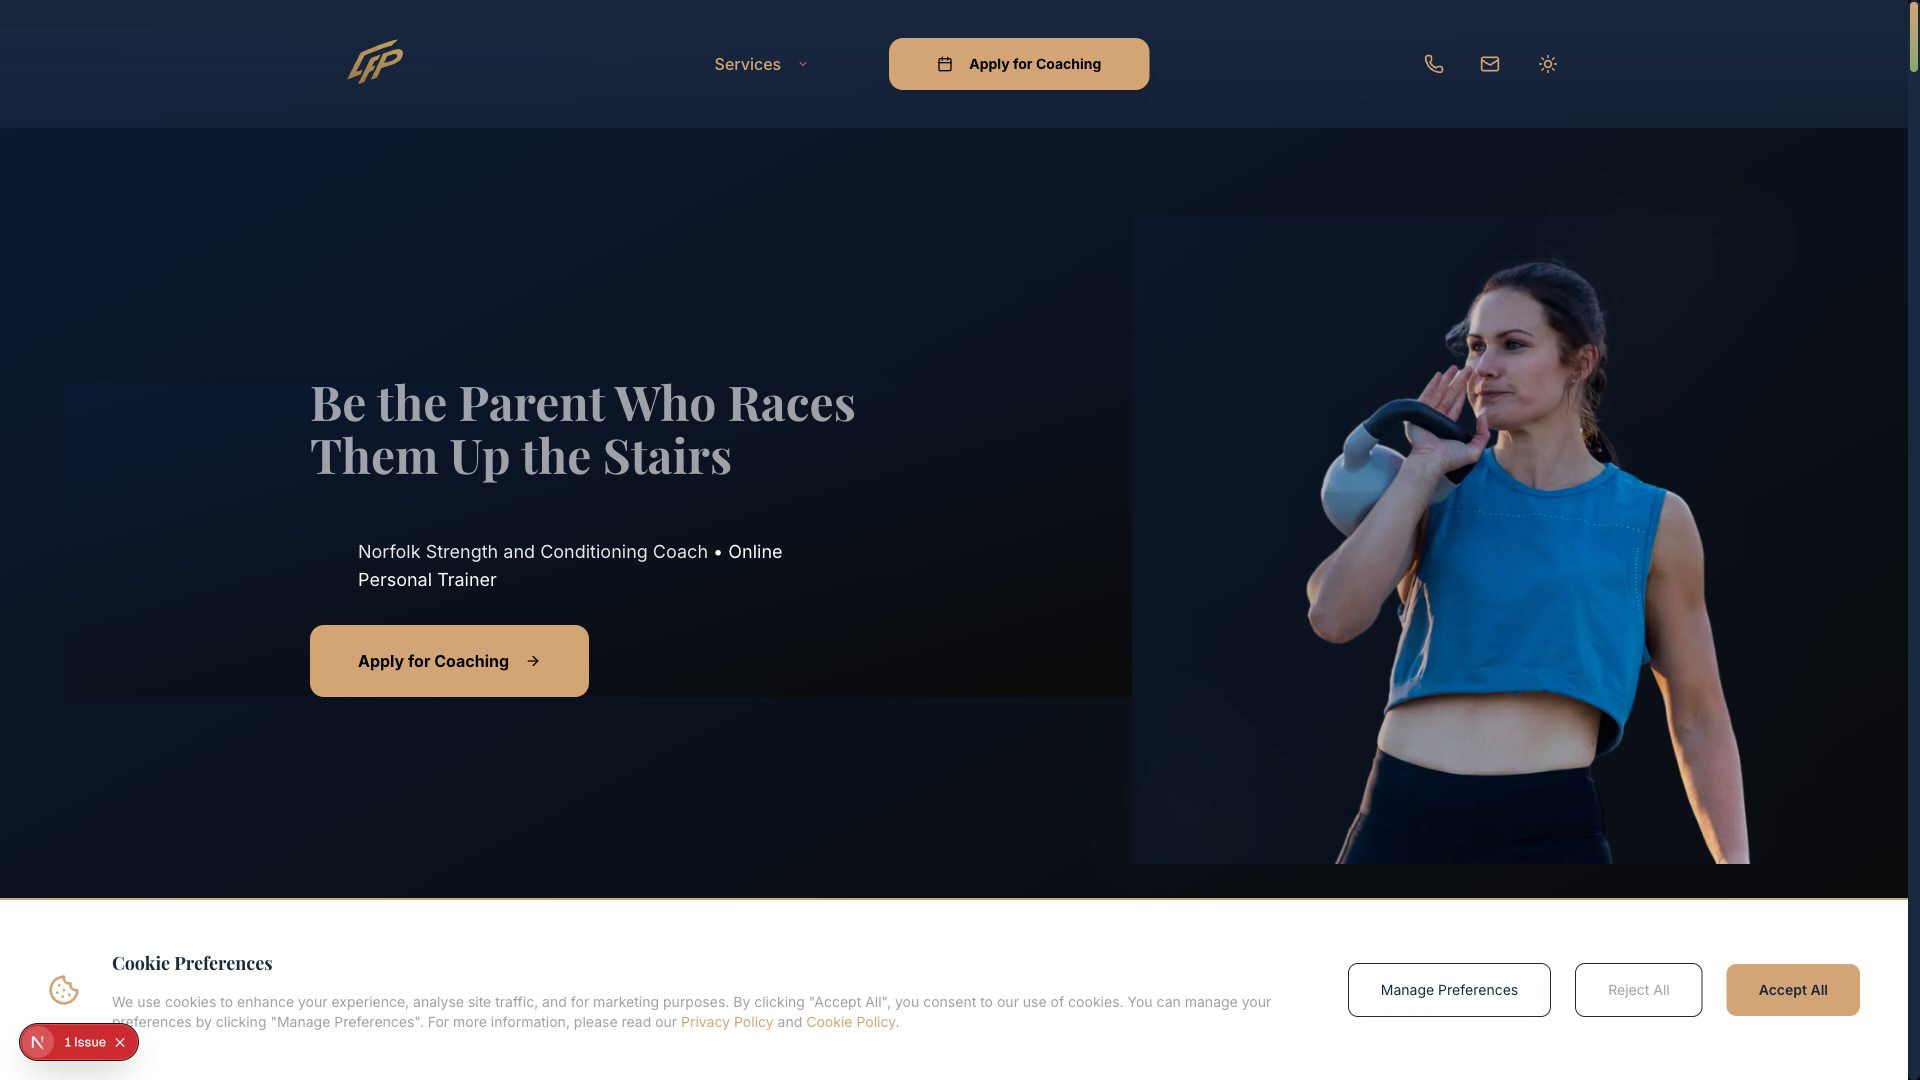 LFP
Services
Apply for Coaching
Be the Parent Who Races
Them Up the Stairs
Norfolk Strength and Conditioning Coach • Online
Personal Trainer
Apply for Coaching
Cookie Preferences
We use cookies to enhance your experience, analyse site traffic, and for marketing purposes. By clicking "Accept All", you consent to our use of cookies. You can manage your
preferences by clicking "Manage Preferences". For more information, please read our Privacy Policy and Cookie Policy.
Manage Preferences
Reject All
Accept All
N
1 Issue